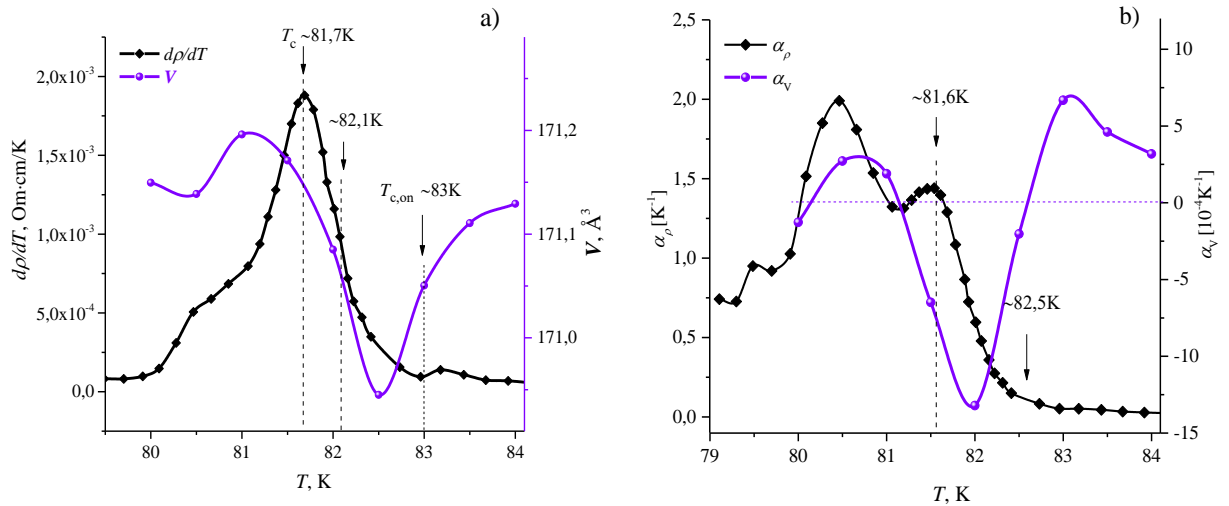 a)
dρ/dT
V
T_c ~81,7K
~82,1K
T_c,on ~83K
2,0x10⁻³
1,5x10⁻³
1,0x10⁻³
5,0x10⁻⁴
0,0
dρ/dT, Om·cm/K
171,2
171,1
171,0
V, Å³
80 81 82 83 84
T, K
b)
α_ρ
α_V
~81,6K
~82,5K
2,5
2,0
1,5
1,0
0,5
0,0
α_ρ [K⁻¹]
10
5
0
-5
-10
-15
α_V [10⁻⁴K⁻¹]
79 80 81 82 83 84
T, K